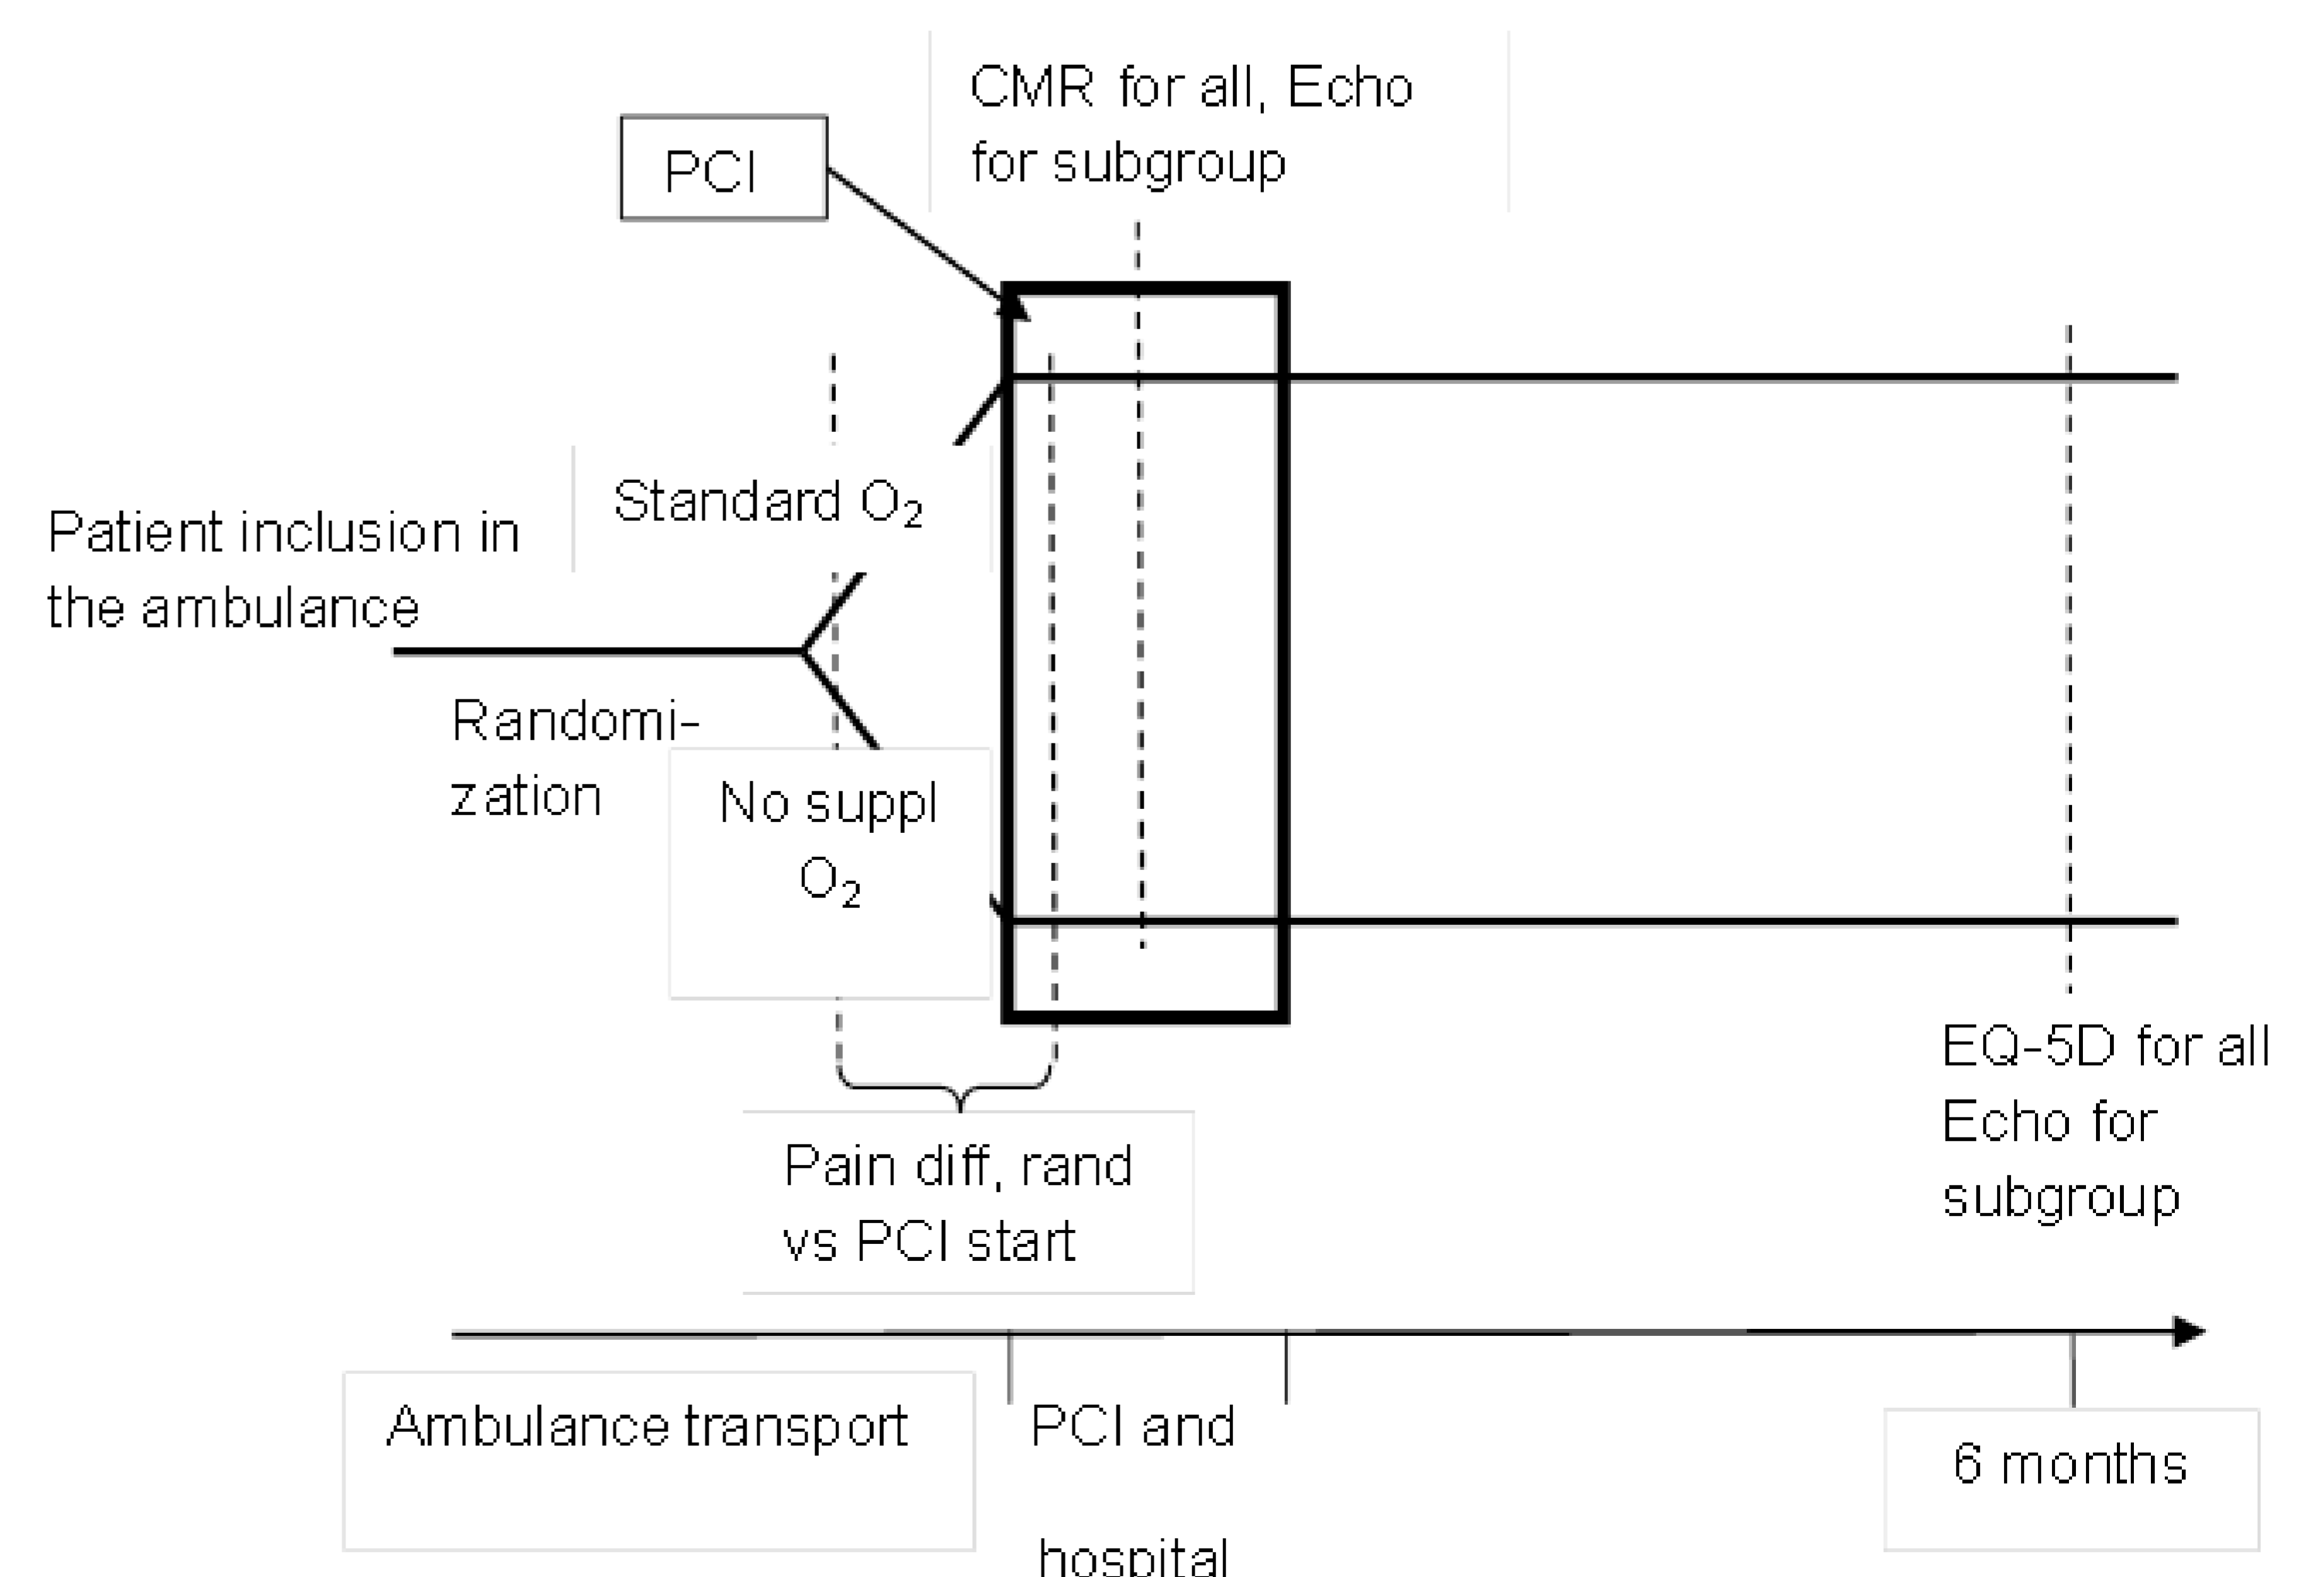 CMR for all, Echo
for subgroup
PCI
Standard O₂
Patient inclusion in
the ambulance
Randomi-
zation
No suppl
O₂
EQ-5D for all
Echo for
subgroup
Pain diff, rand
vs PCI start
Ambulance transport
PCI and
hospital
6 months